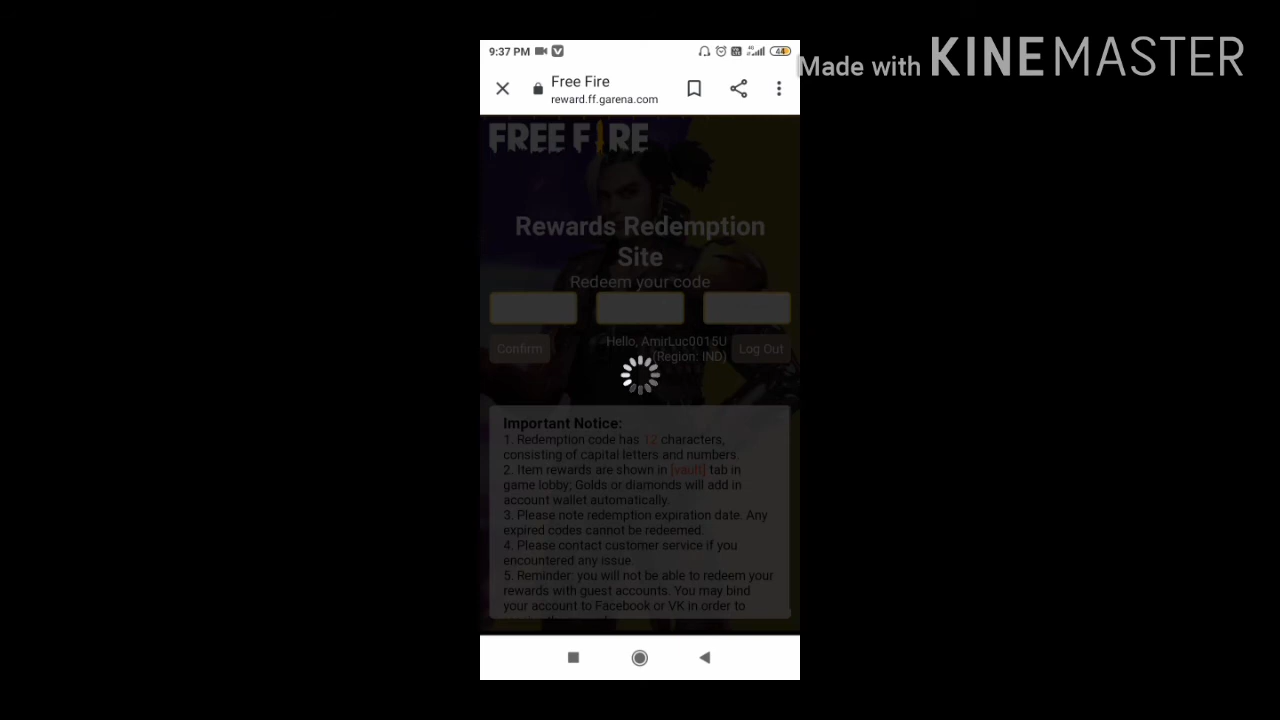 Made with KINEMASTER
9:37 PM
44
Free Fire
reward.ff.garena.com
FREE FIRE
Rewards Redemption
Site
Redeem your code
Confirm
Hello, AmirLuc0015U
(Region: IND)
Log Out
Important Notice:
1. Redemption code has 12 characters,
consisting of capital letters and numbers.
2. Item rewards are shown in [vault] tab in
game lobby; Golds or diamonds will add in
account wallet automatically.
3. Please note redemption expiration date. Any
expired codes cannot be redeemed.
4. Please contact customer service if you
encountered any issue.
5. Reminder: you will not be able to redeem your
rewards with guest accounts. You may bind
your account to Facebook or VK in order to